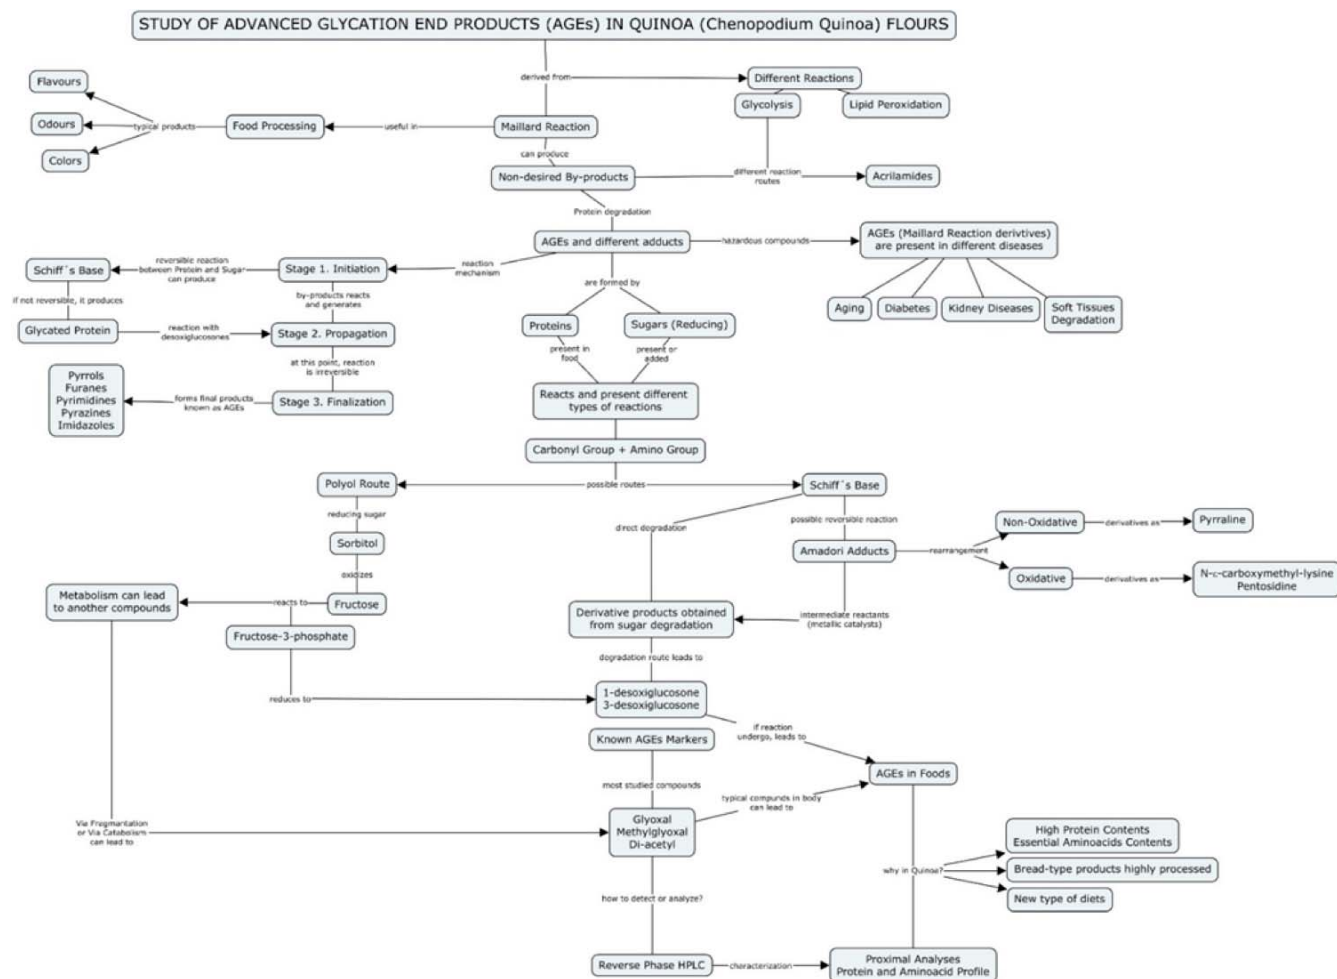 STUDY OF ADVANCED GLYCATION END PRODUCTS (AGEs) IN QUINOA (Chenopodium Quinoa) FLOURS
derived from
Different Reactions
Flavours
Glycolysis
Lipid Peroxidation
Odours
typical products
Food Processing
useful in
Maillard Reaction
Colors
can produce
Non-desired By-products
different reaction
routes
Acrilamides
Protein degradation
AGEs and different adducts
hazardous compounds
AGEs (Maillard Reaction derivtives)
are present in different diseases
reaction
mechanism
Schiff´s Base
reversible reaction
between Protein and Sugar
can produce
Stage 1. Initiation
are formed by
if not reversible, it produces
by-products reacts
and generates
Aging
Diabetes
Kidney Diseases
Soft Tissues
Degradation
Glycated Protein
reaction with
desoxiglucosones
Stage 2. Propagation
Proteins
Sugars (Reducing)
present in
food
present or
added
at this point, reaction
is irreversible
Pyrrols
Furanes
Pyrimidines
Pyrazines
Imidazoles
forms final products
known as AGEs
Stage 3. Finalization
Reacts and present different
types of reactions
Carbonyl Group + Amino Group
Polyol Route
possible routes
Schiff´s Base
reducing sugar
direct degradation
possible reversible reaction
Sorbitol
Amadori Adducts
rearrangement
Non-Oxidative
derivatives as
Pyrraline
oxidizes
Oxidative
derivatives as
N-ε-carboxymethyl-lysine
Pentosidine
Metabolism can lead
to another compounds
reacts to
Fructose
Fructose-3-phosphate
Derivative products obtained
from sugar degradation
intermediate reactants
(metallic catalysts)
degradation route leads to
reduces to
1-desoxiglucosone
3-desoxiglucosone
if reaction
undergo, leads to
Known AGEs Markers
AGEs in Foods
most studied compounds
typical compunds in body
can lead to
Via Fragmantation
or Via Catabolism
can lead to
Glyoxal
Methylglyoxal
Di-acetyl
High Protein Contents
Essential Aminoacids Contents
why in Quinoa?
Bread-type products highly processed
New type of diets
how to detect or analyze?
Reverse Phase HPLC
characterization
Proximal Analyses
Protein and Aminoacid Profile